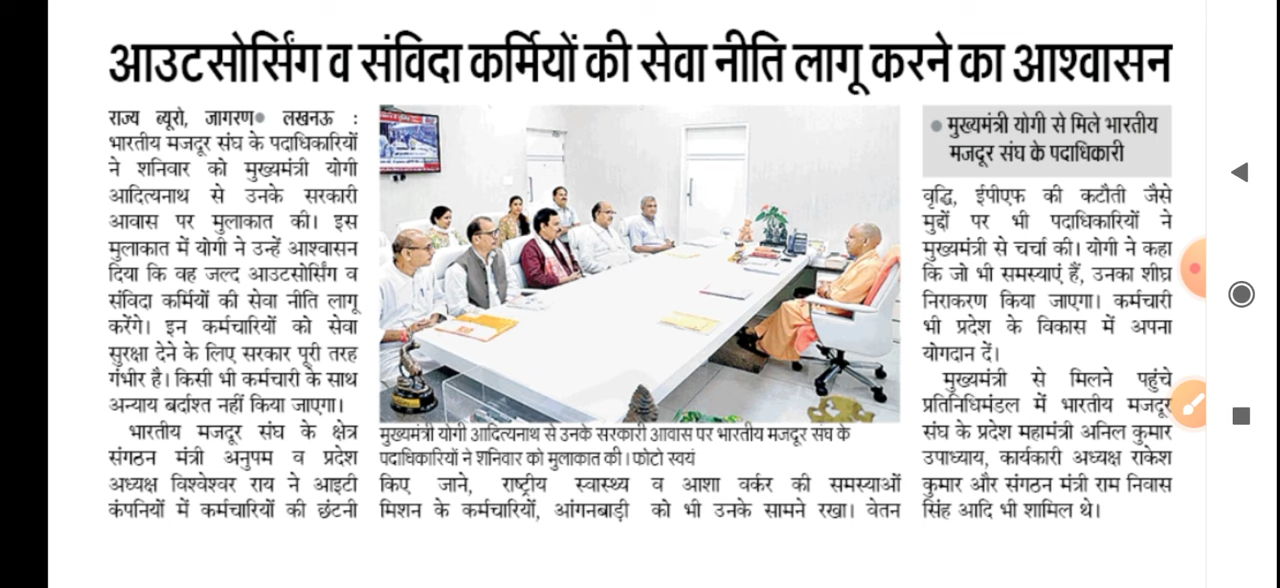 आउटसोर्सिंग व संविदा कर्मियों की सेवा नीति लागू करने का आश्वासन
राज्य ब्यूरो, जागरण● लखनऊ :
भारतीय मजदूर संघ के पदाधिकारियों
ने शनिवार को मुख्यमंत्री योगी
आदित्यनाथ से उनके सरकारी
आवास पर मुलाकात की। इस
मुलाकात में योगी ने उन्हें आश्वासन
दिया कि वह जल्द आउटसोर्सिंग व
संविदा कर्मियों की सेवा नीति लागू
करेंगे। इन कर्मचारियों को सेवा
सुरक्षा देने के लिए सरकार पूरी तरह
गंभीर है। किसी भी कर्मचारी के साथ
अन्याय बर्दाश्त नहीं किया जाएगा।
भारतीय मजदूर संघ के क्षेत्र
संगठन मंत्री अनुपम व प्रदेश
अध्यक्ष विश्वेश्वर राय ने आइटी
कंपनियों में कर्मचारियों की छंटनी
मुख्यमंत्री योगी आदित्यनाथ से उनके सरकारी आवास पर भारतीय मजदूर संघ के
पदाधिकारियों ने शनिवार को मुलाकात की। फोटो स्वयं
किए जाने, राष्ट्रीय स्वास्थ्य
मिशन के कर्मचारियों, आंगनबाड़ी
व आशा वर्कर की समस्याओं
को भी उनके सामने रखा। वेतन
● मुख्यमंत्री योगी से मिले भारतीय
मजदूर संघ के पदाधिकारी
वृद्धि, ईपीएफ की कटौती जैसे
मुद्दों पर भी पदाधिकारियों ने
मुख्यमंत्री से चर्चा की। योगी ने कहा
कि जो भी समस्याएं हैं, उनका शीघ्र
निराकरण किया जाएगा। कर्मचारी
भी प्रदेश के विकास में अपना
योगदान दें।
मुख्यमंत्री से मिलने पहुंचे
प्रतिनिधिमंडल में भारतीय मजदूर
संघ के प्रदेश महामंत्री अनिल कुमार
उपाध्याय, कार्यकारी अध्यक्ष राकेश
कुमार और संगठन मंत्री राम निवास
सिंह आदि भी शामिल थे।